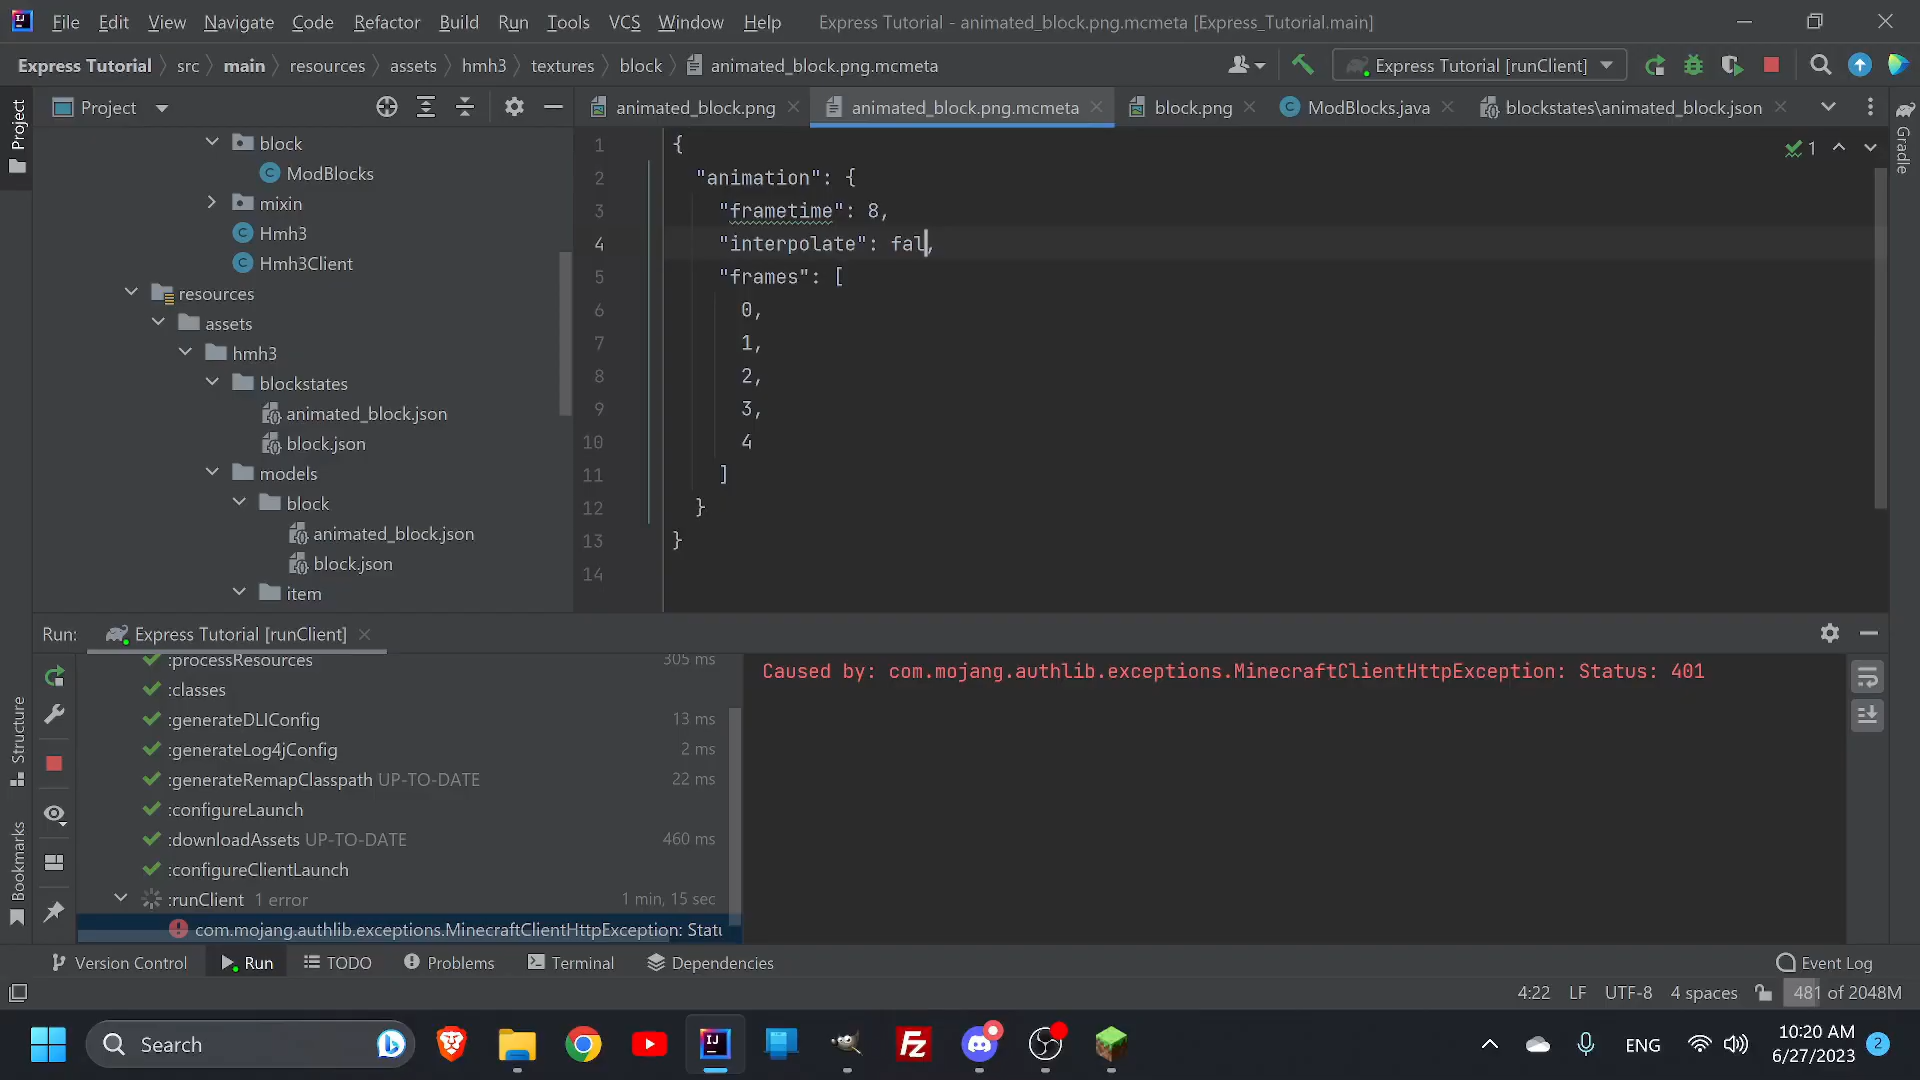 File Edit View Navigate Code Refactor Build Run Tools VCS Window Help Express Tutorial - animated_block.png.mcmeta [Express_Tutorial.main]
Express Tutorial src main resources assets hmh3 textures block animated_block.png.mcmeta Express Tutorial [runClient]
Project
Project
animated_block.png animated_block.png.mcmeta block.png ModBlocks.java blockstates\animated_block.json
Gradle
block
ModBlocks
mixin
Hmh3
Hmh3Client
resources
assets
hmh3
blockstates
animated_block.json
block.json
models
block
animated_block.json
block.json
item
1 {
1
2 "animation": {
3 "frametime": 8,
4 "interpolate": fal,
5 "frames": [
6 0,
7 1,
8 2,
9 3,
10 4
11 ]
12 }
13 }
14
Run: Express Tutorial [runClient]
:processResources 305 ms
:classes
:generateDLIConfig 13 ms
:generateLog4jConfig 2 ms
:generateRemapClasspath UP-TO-DATE 22 ms
:configureLaunch
:downloadAssets UP-TO-DATE 460 ms
:configureClientLaunch
:runClient 1 error 1 min, 15 sec
com.mojang.authlib.exceptions.MinecraftClientHttpException: Statu
Caused by: com.mojang.authlib.exceptions.MinecraftClientHttpException: Status: 401
Structure
Bookmarks
Version Control Run TODO Problems Terminal Dependencies Event Log
4:22 LF UTF-8 4 spaces 481 of 2048M
Search
IJ
FZ
ENG
10:20 AM
6/27/2023
2